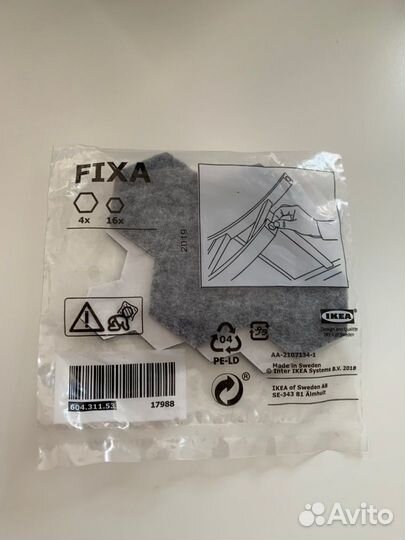 FIXA
4x 16x
2019
IKEA
Design and Quality
IKEA of Sweden
04
PE-LD
AA-2107134-1
Made in Sweden
© Inter IKEA Systems B.V. 2018
IKEA of Sweden AB
SE-343 81 Älmhult
604.311.53 17988
®
Avito